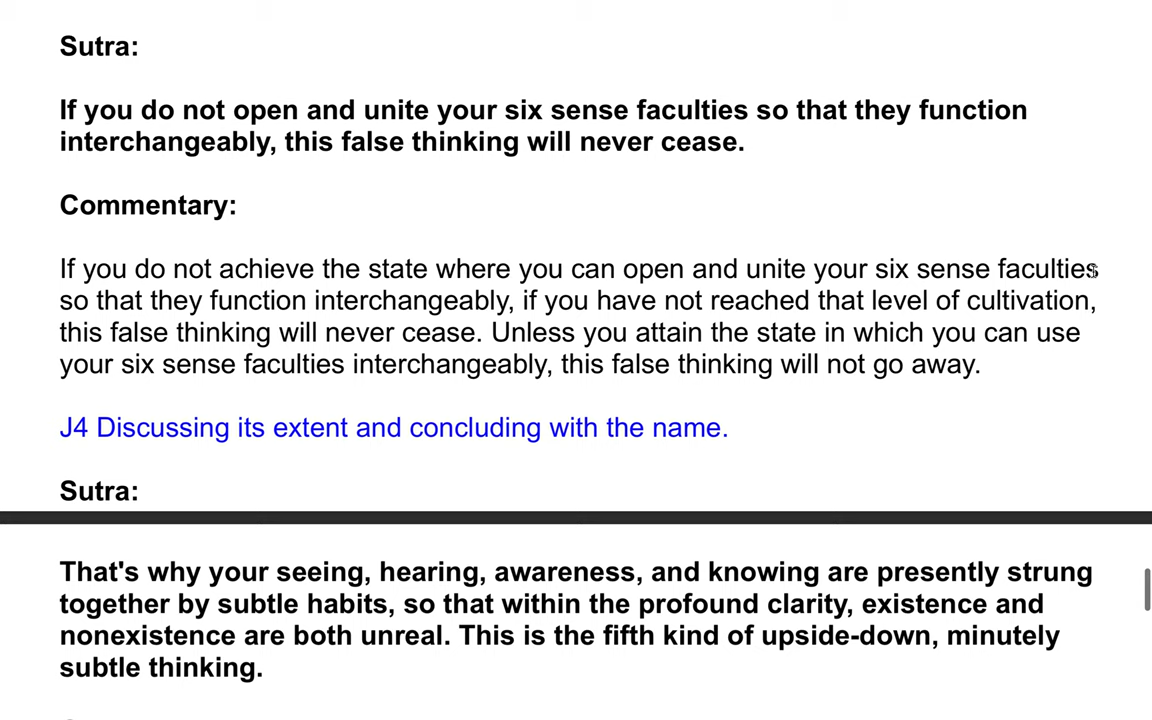 Sutra:
If you do not open and unite your six sense faculties so that they function
interchangeably, this false thinking will never cease.
Commentary:
If you do not achieve the state where you can open and unite your six sense faculties
so that they function interchangeably, if you have not reached that level of cultivation,
this false thinking will never cease. Unless you attain the state in which you can use
your six sense faculties interchangeably, this false thinking will not go away.
J4 Discussing its extent and concluding with the name.
Sutra:
That's why your seeing, hearing, awareness, and knowing are presently strung
together by subtle habits, so that within the profound clarity, existence and
nonexistence are both unreal. This is the fifth kind of upside-down, minutely
subtle thinking.